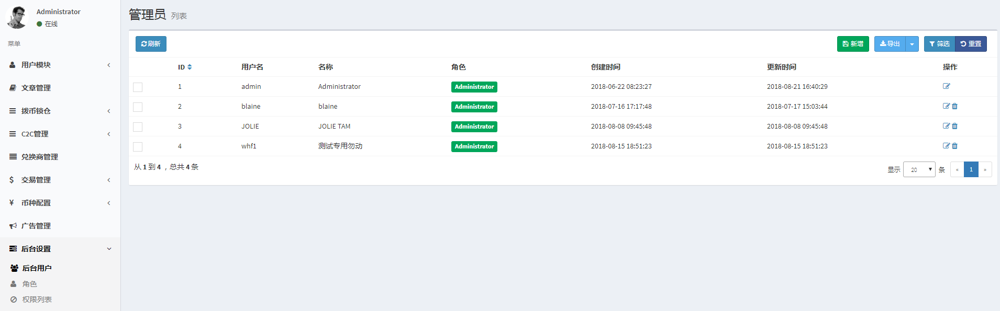 Administrator
在线
菜单
用户模块
文章管理
拨币锁仓
C2C管理
兑换商管理
交易管理
币种配置
广告管理
后台设置
后台用户
角色
权限列表
管理员 列表
刷新 新增 导出 筛选 重置
ID 用户名 名称 角色 创建时间 更新时间 操作
1 admin Administrator Administrator 2018-06-22 08:23:27 2018-08-21 16:40:29
2 blaine blaine Administrator 2018-07-16 17:17:48 2018-07-17 15:03:44
3 JOLIE JOLIE TAM Administrator 2018-08-08 09:45:48 2018-08-08 09:45:48
4 whf1 测试专用勿动 Administrator 2018-08-15 18:51:23 2018-08-15 18:51:23
从 1 到 4 ，总共 4 条
显示 20 条 « 1 »